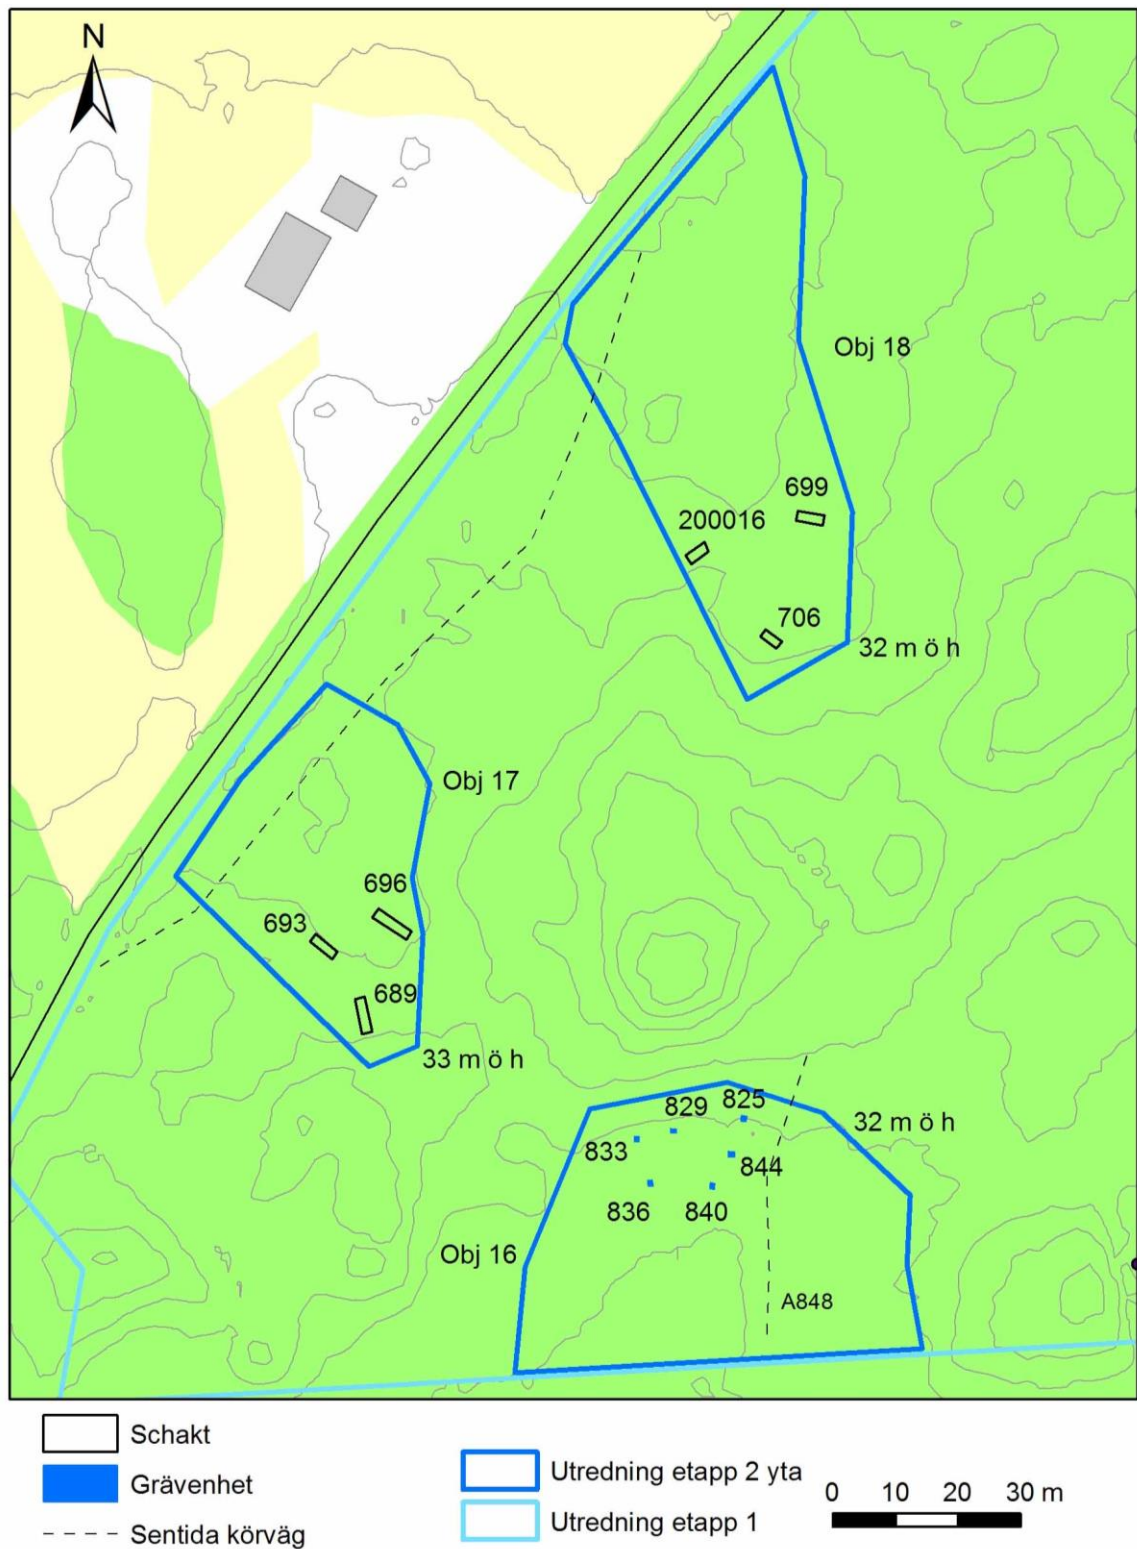 N
Obj 18
699
200016
706
32 m ö h
Obj 17
696
693
689
33 m ö h
825
829
32 m ö h
833
844
836
840
Obj 16
A848
Schakt
Grävenhet
Sentida körväg
Utredning etapp 2 yta
Utredning etapp 1
0 10 20 30 m